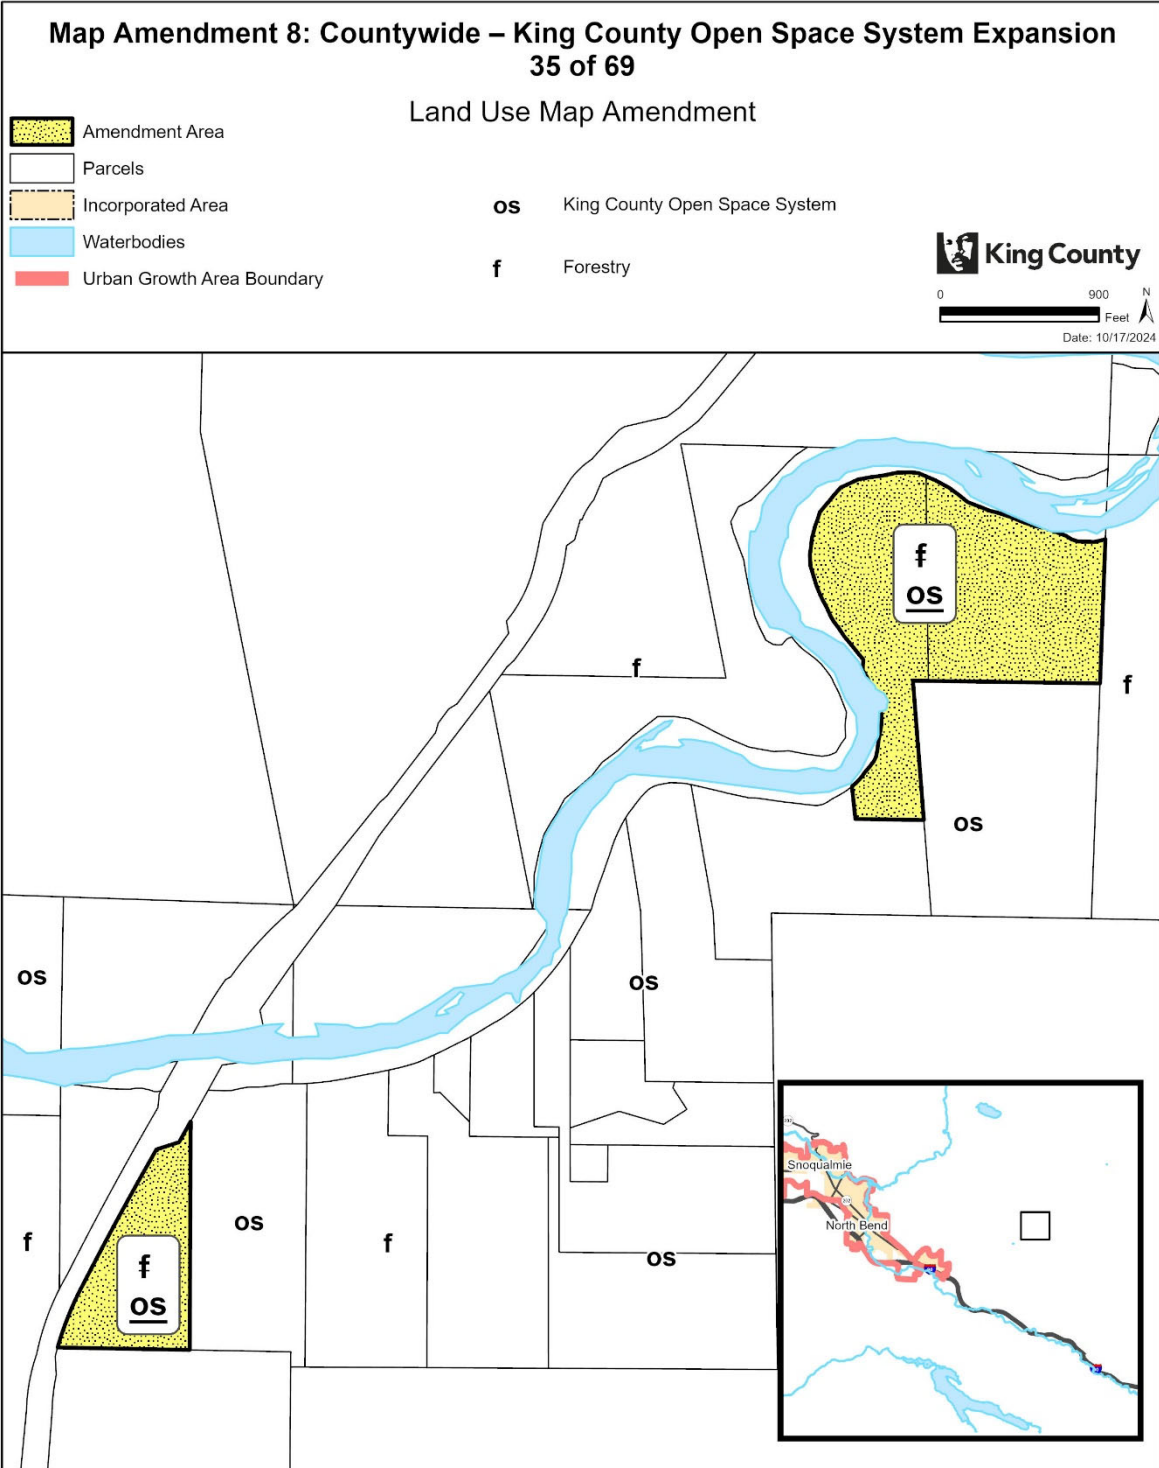 Map Amendment 8: Countywide – King County Open Space System Expansion
35 of 69
Land Use Map Amendment
Amendment Area
Parcels
Incorporated Area
Waterbodies
Urban Growth Area Boundary
os King County Open Space System
f Forestry
King County
0 900
Feet
N
Date: 10/17/2024
f
os
f
f
os
os
os
f
os
f
f
os
os
Snoqualmie
202
North Bend